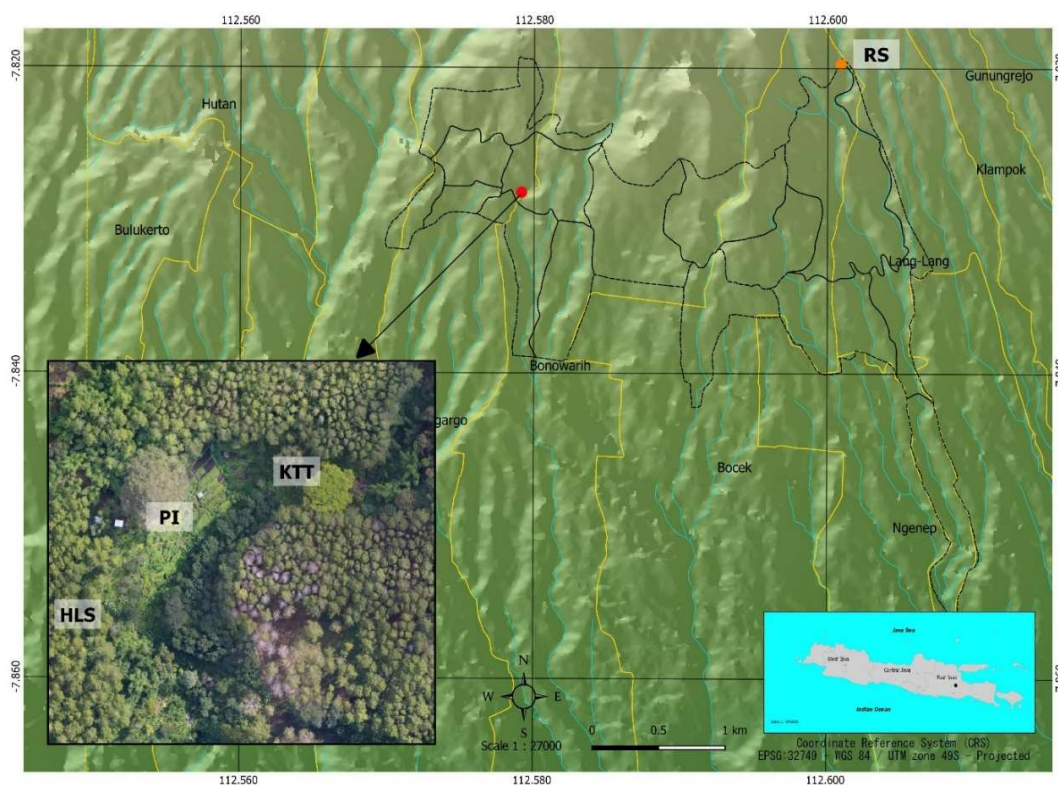 112.560
112.580
112.600
-7.820
RS
Gunungrejo
Hutan
Klampok
Bulukerto
Lang-Lang
-7.840
Bonowarih
gargo
KTT
PI
Bocek
Ngenep
HLS
-7.860
N
W
E
S
0
0.5
1 km
Scale 1 : 27000
Java Sea
West Java
Central Java
East Java
Indian Ocean
Coordinate Reference System (CRS)
EPSG:32749 - WGS 84 / UTM zone 49S - Projected
112.560
112.580
112.600